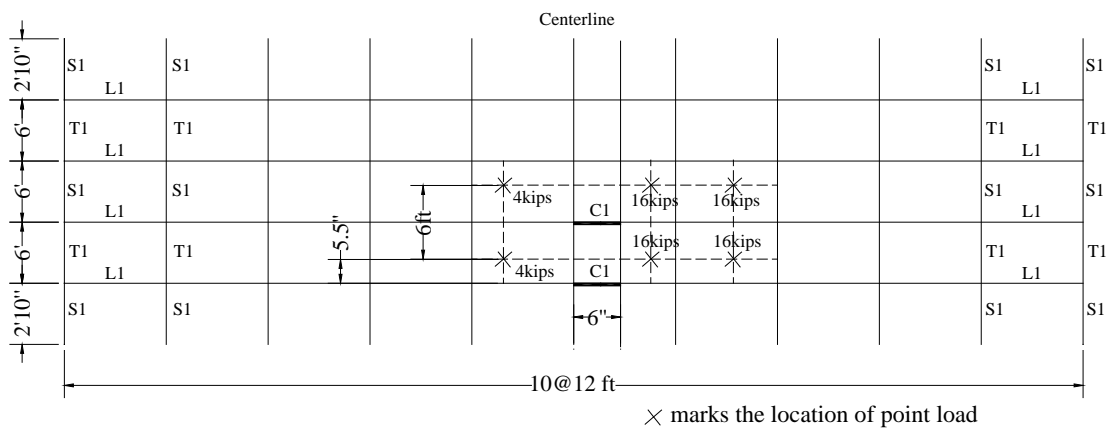 Centerline
2'10"
S1 S1 S1 S1
L1 L1
6'
T1 T1 T1 T1
L1 L1
6'
S1 S1 S1 S1
L1 L1
4kips 16kips 16kips
6ft
C1
6'
5.5"
T1 T1 T1 T1
16kips 16kips
L1 L1
4kips
C1
2'10"
S1 S1 S1 S1
6"
10@12 ft
marks the location of point load